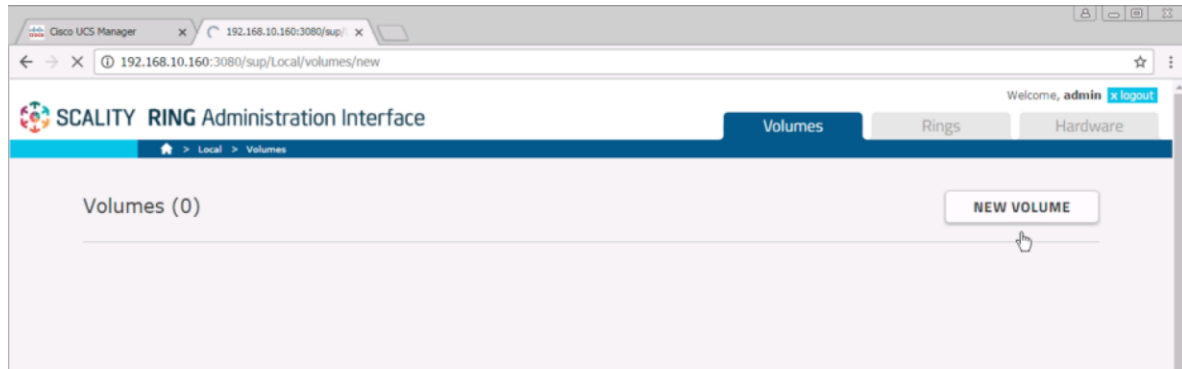 Cisco UCS Manager
192.168.10.160:3080/sup/
192.168.10.160:3080/sup/Local/volumes/new
Welcome, admin x logout
SCALITY RING Administration Interface
Volumes
Rings
Hardware
> Local > Volumes
Volumes (0)
NEW VOLUME